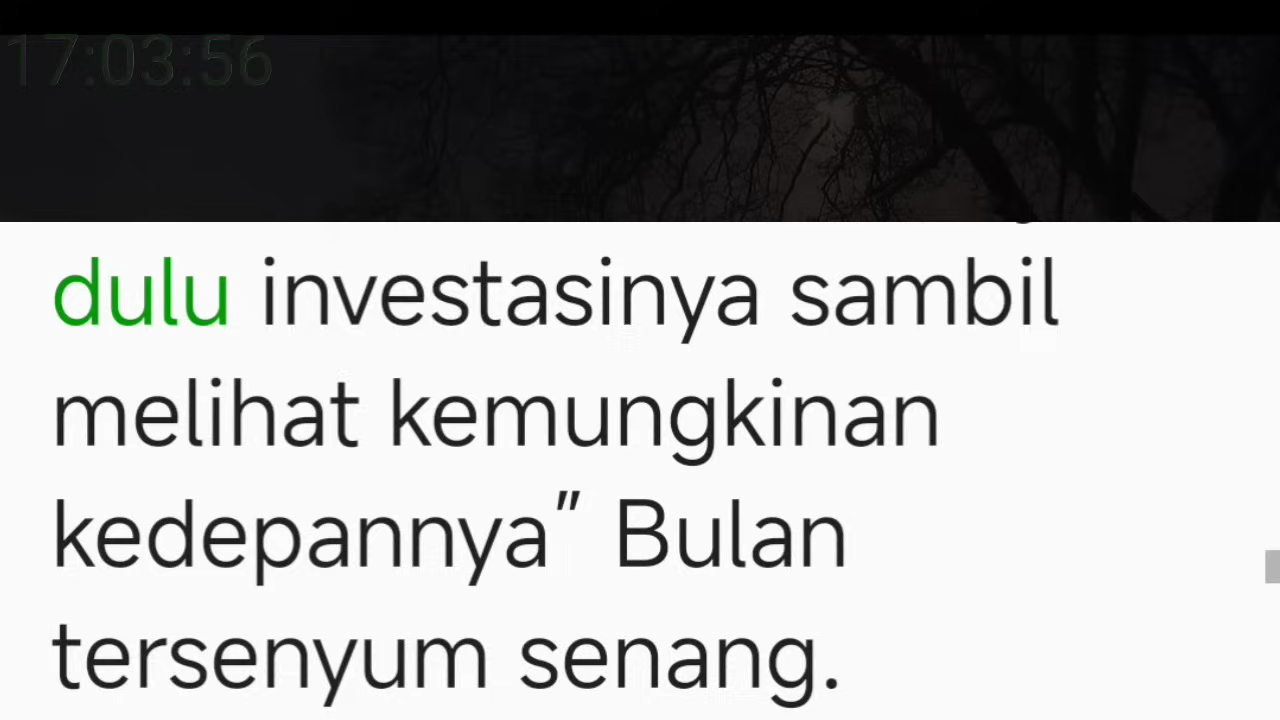 17:03:56
dulu investasinya sambil
melihat kemungkinan
kedepannya" Bulan
tersenyum senang.